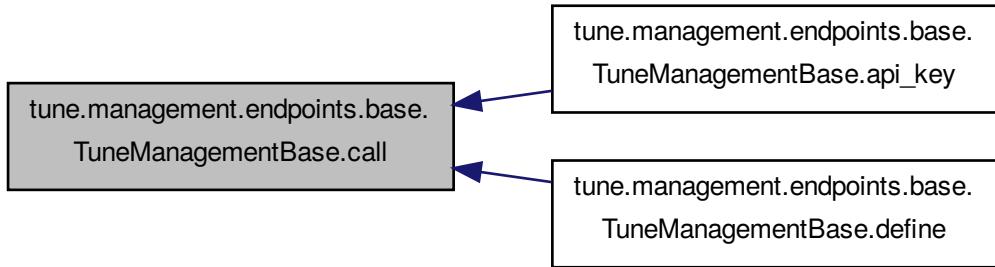 tune.management.endpoints.base.
TuneManagementBase.call
tune.management.endpoints.base.
TuneManagementBase.api_key
tune.management.endpoints.base.
TuneManagementBase.define